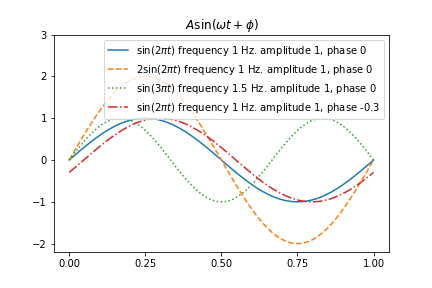 Asin(ωt + ϕ)
sin(2πt) frequency 1 Hz. amplitude 1, phase 0
2sin(2πt) frequency 1 Hz. amplitude 1, phase 0
sin(3πt) frequency 1.5 Hz. amplitude 1, phase 0
sin(2πt) frequency 1 Hz. amplitude 1, phase -0.3
3
2
1
0
−1
−2
0.00 0.25 0.50 0.75 1.00